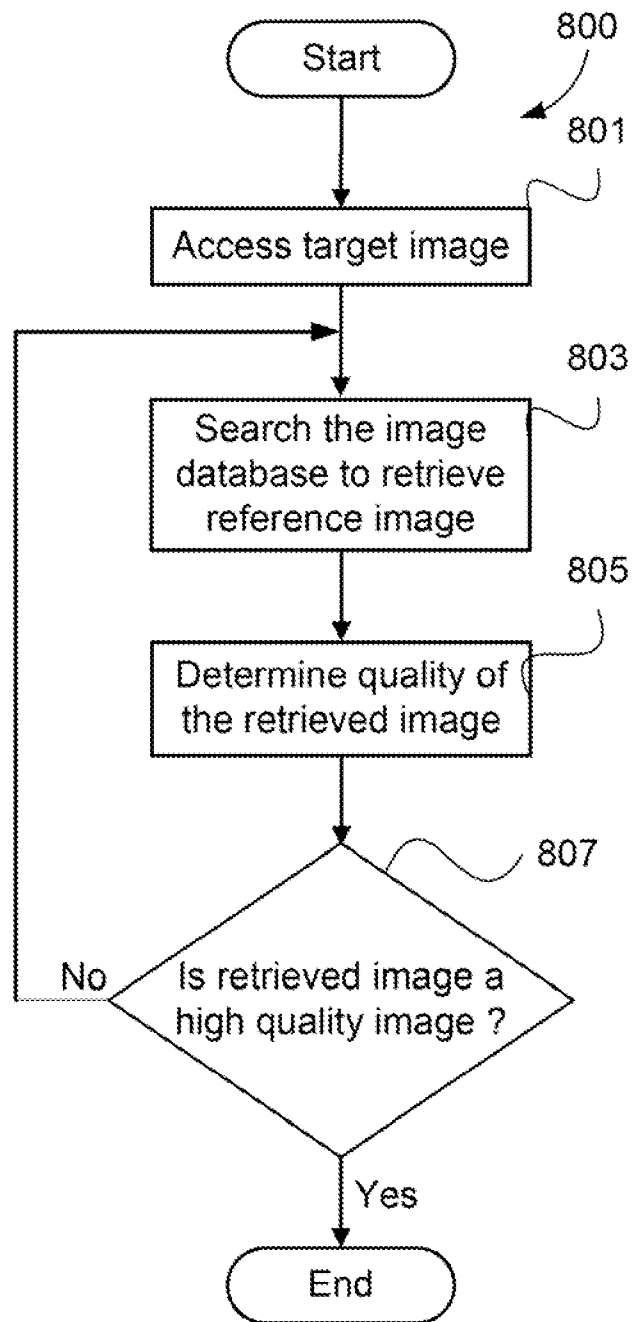 Start
800
801
Access target image
803
Search the image
database to retrieve
reference image
805
Determine quality of
the retrieved image
807
No
Is retrieved image a
high quality image ?
Yes
End